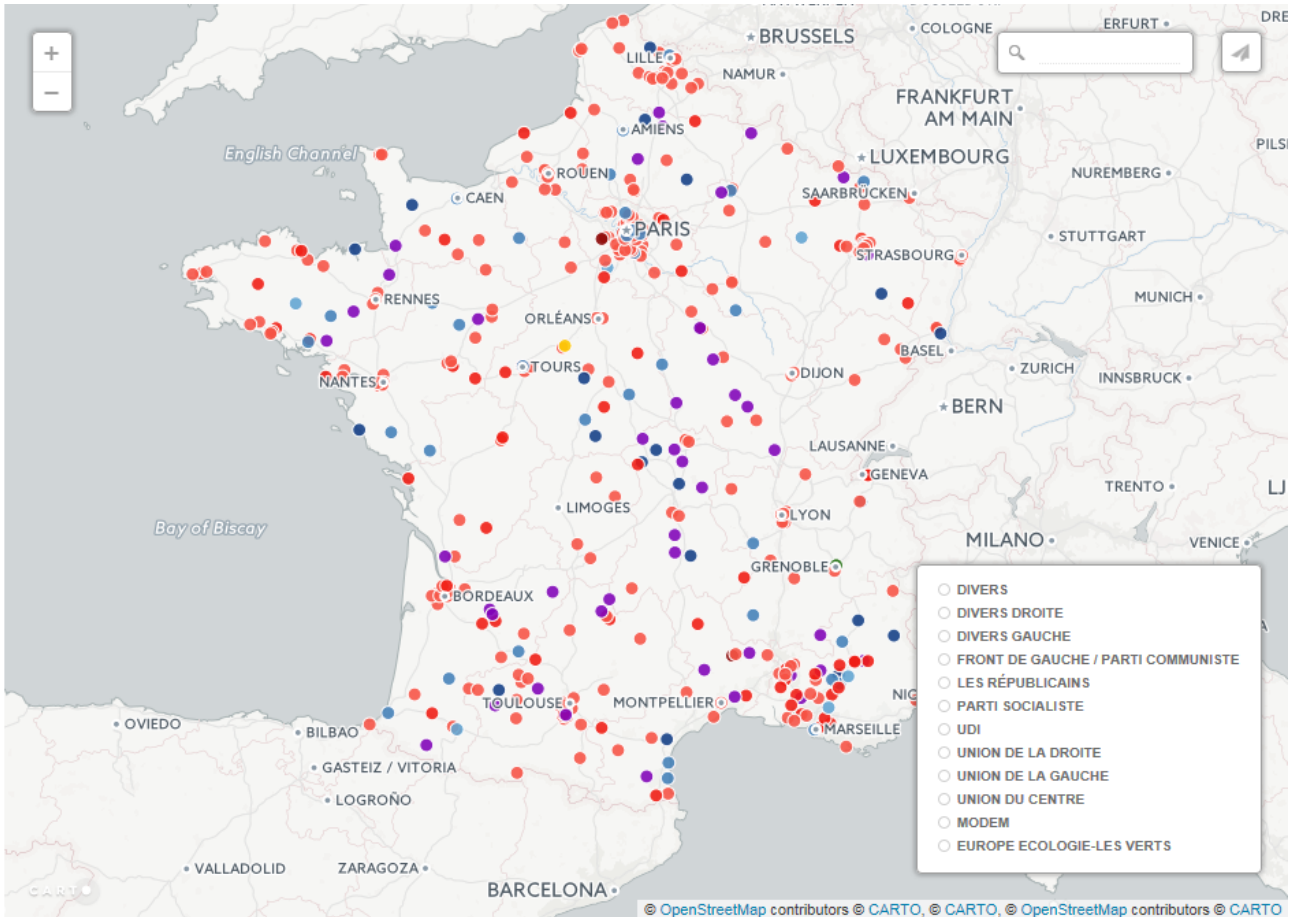 +
−
BRUSSELS
COLOGNE
ERFURT
DRE
LILLE
NAMUR
FRANKFURT
AM MAIN
AMIENS
English Channel
LUXEMBOURG
PILS
ROUEN
SAARBRÜCKEN
NUREMBERG
CAEN
PARIS
STRASBOURG
STUTTGART
RENNES
MUNICH
ORLÉANS
BASEL
TOURS
DIJON
ZURICH
INNSBRUCK
NANTES
BERN
LAUSANNE
GENEVA
TRENTO
LJ
LIMOGES
LYON
Bay of Biscay
MILANO
VENICE
GRENOBLE
BORDEAUX
DIVERS
DIVERS DROITE
DIVERS GAUCHE
FRONT DE GAUCHE / PARTI COMMUNISTE
LES RÉPUBLICAINS
PARTI SOCIALISTE
UDI
UNION DE LA DROITE
UNION DE LA GAUCHE
UNION DU CENTRE
MODEM
EUROPE ECOLOGIE-LES VERTS
NIC
TOULOUSE
MONTPELLIER
OVIEDO
BILBAO
MARSEILLE
GASTEIZ / VITORIA
LOGROÑO
VALLADOLID
ZARAGOZA
CARTO
BARCELONA
© OpenStreetMap contributors © CARTO, © CARTO, © OpenStreetMap contributors © CARTO